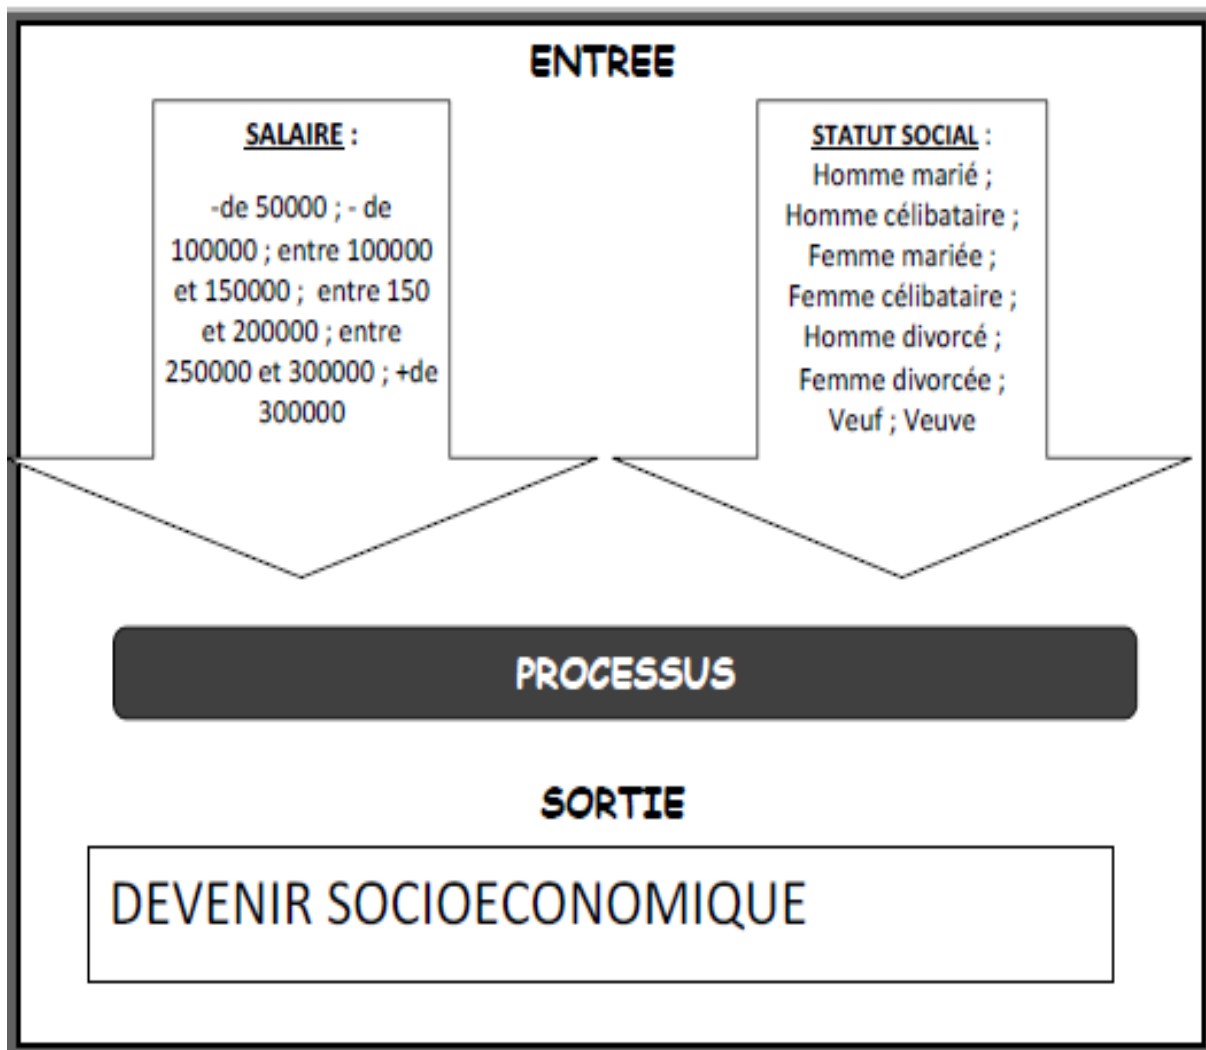 ENTREE
SALAIRE :
-de 50000 ; - de
100000 ; entre 100000
et 150000 ; entre 150
et 200000 ; entre
250000 et 300000 ; +de
300000
STATUT SOCIAL :
Homme marié ;
Homme célibataire ;
Femme mariée ;
Femme célibataire ;
Homme divorcé ;
Femme divorcée ;
Veuf ; Veuve
PROCESSUS
SORTIE
DEVENIR SOCIOECONOMIQUE